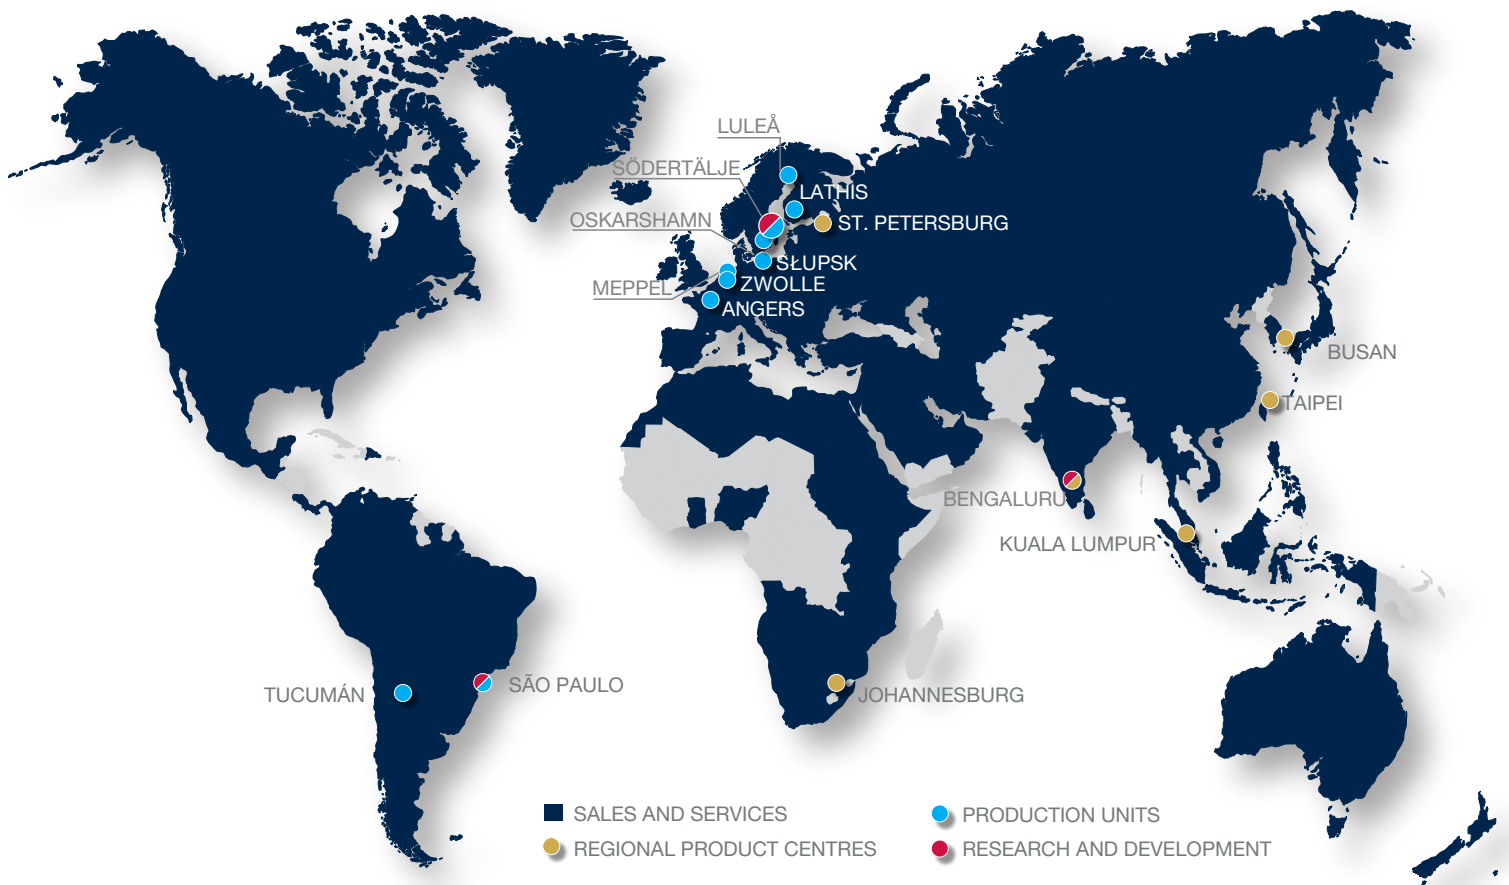 LULEÅ
SÖDERTÄLJE
LATHIS
OSKARSHAMN
ST. PETERSBURG
SŁUPSK
MEPPEL
ZWOLLE
ANGERS
BUSAN
TAIPEI
BENGALURU
KUALA LUMPUR
TUCUMÁN
SÃO PAULO
JOHANNESBURG
SALES AND SERVICES
PRODUCTION UNITS
REGIONAL PRODUCT CENTRES
RESEARCH AND DEVELOPMENT